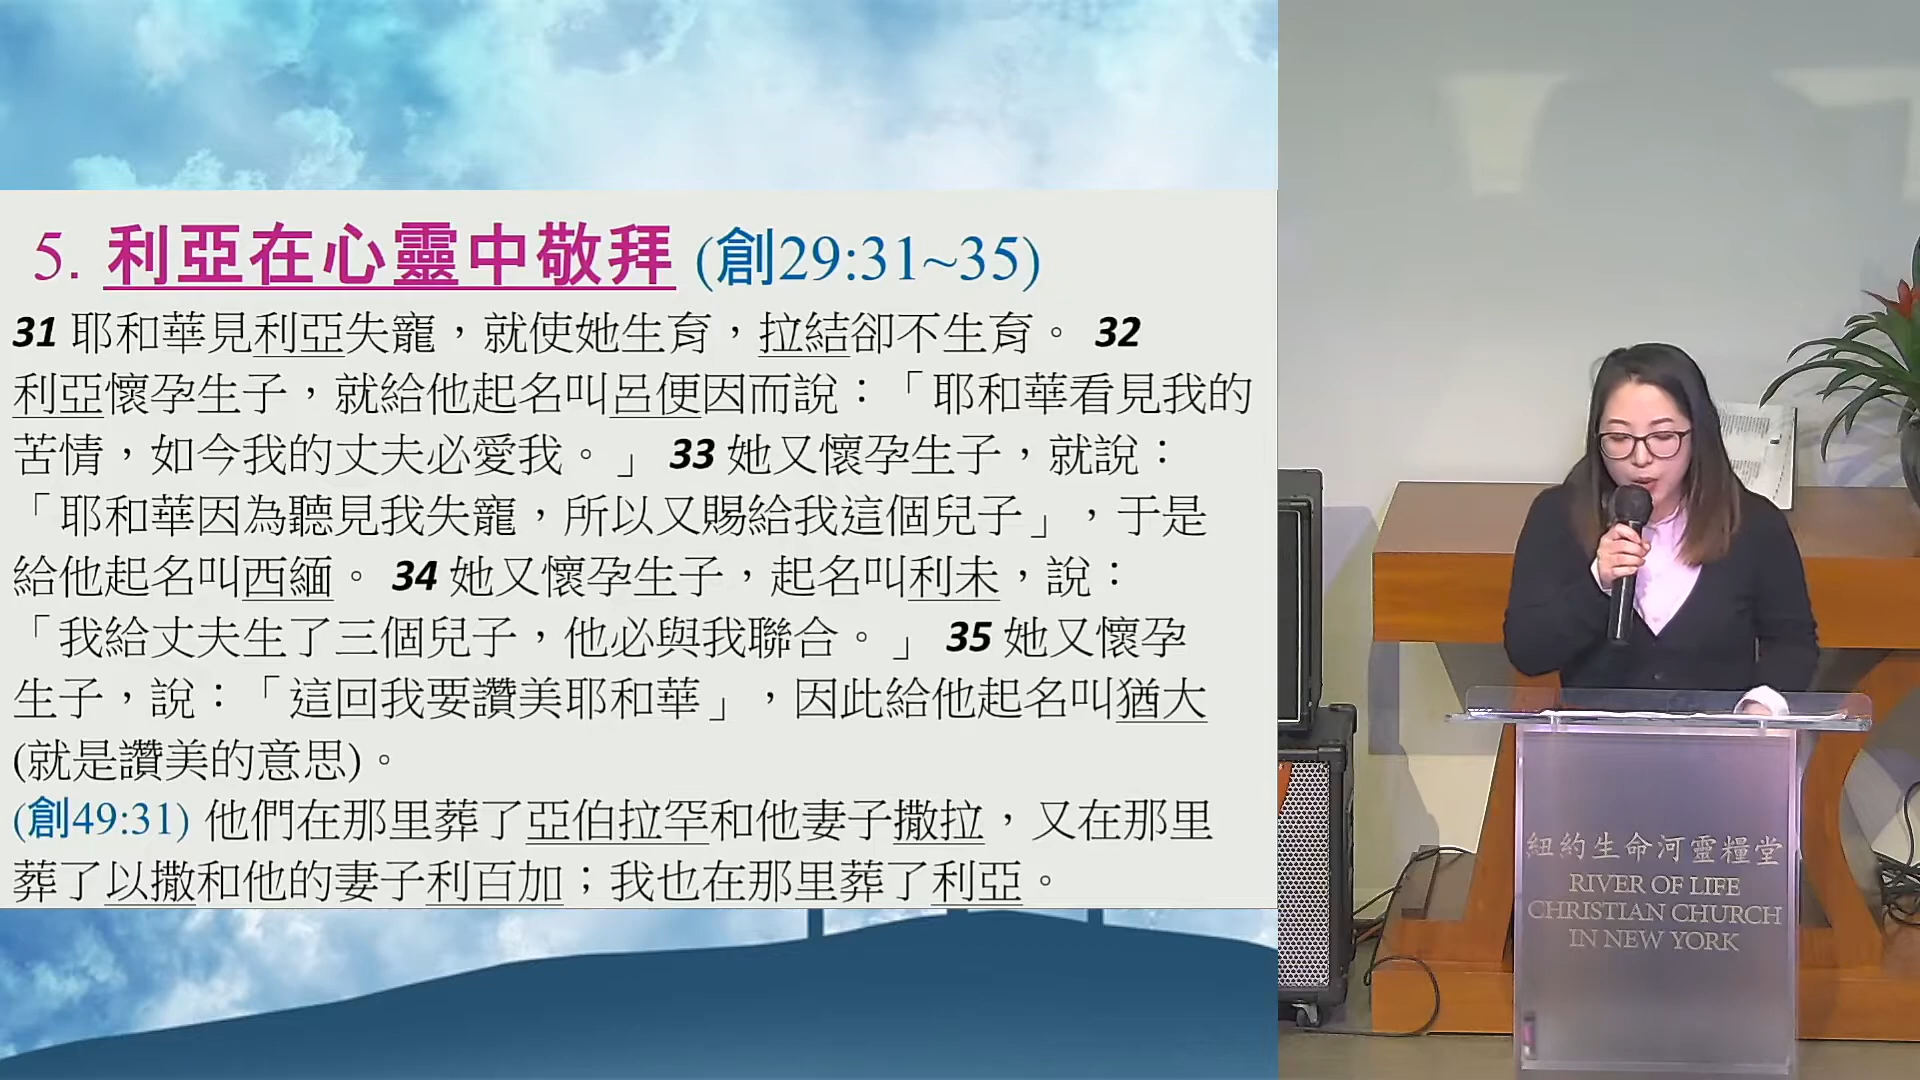 5. 利亞在心靈中敬拜 (創29:31~35)
31 耶和華見利亞失寵，就使她生育，拉結卻不生育。 32
利亞懷孕生子，就給他起名叫呂便因而說：「耶和華看見我的
苦情，如今我的丈夫必愛我。」 33 她又懷孕生子，就說：
「耶和華因為聽見我失寵，所以又賜給我這個兒子」，于是
給他起名叫西緬。 34 她又懷孕生子，起名叫利未，說：
「我給丈夫生了三個兒子，他必與我聯合。」 35 她又懷孕
生子，說：「這回我要讚美耶和華」，因此給他起名叫猶大
(就是讚美的意思)。
(創49:31) 他們在那里葬了亞伯拉罕和他妻子撒拉，又在那里
葬了以撒和他的妻子利百加；我也在那里葬了利亞。
紐約生命河靈糧堂
RIVER OF LIFE
CHRISTIAN CHURCH
IN NEW YORK